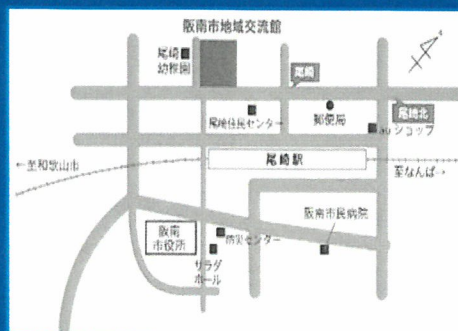 阪南市地域交流館
尾崎
幼稚園
尾崎
尾崎住民センター
郵便局
尾崎北
auショップ
尾崎駅
←至和歌山市
至なんば→
阪南
市役所
防災センター
サラダ
ホール
阪南市民病院